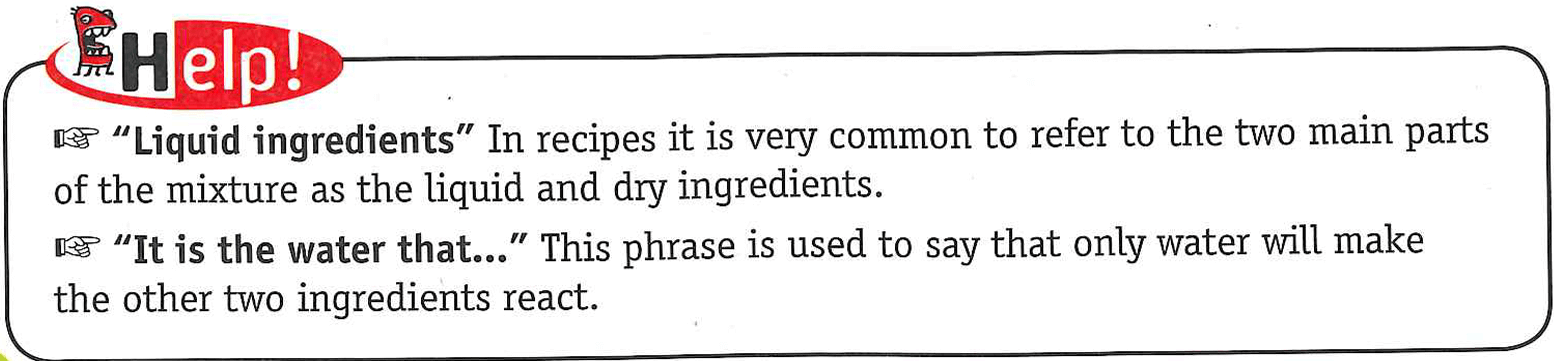 Help!
☞ "Liquid ingredients" In recipes it is very common to refer to the two main parts
of the mixture as the liquid and dry ingredients.
☞ "It is the water that..." This phrase is used to say that only water will make
the other two ingredients react.